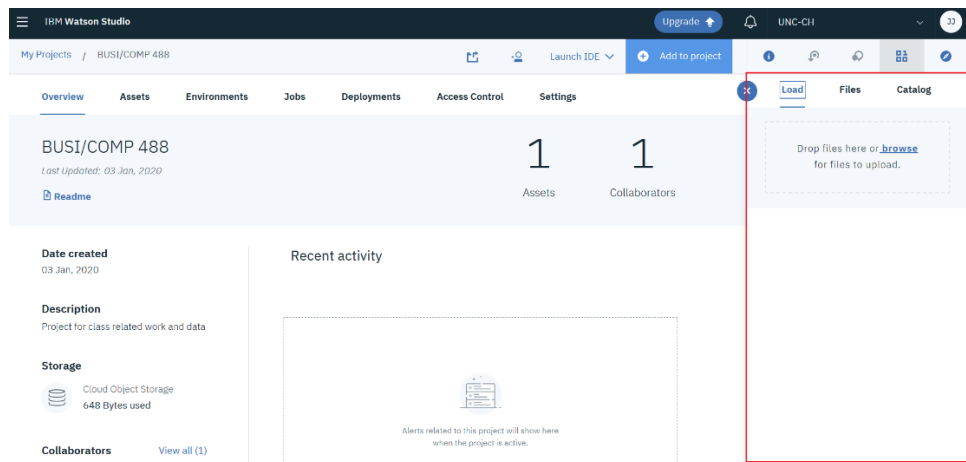 IBM Watson Studio
Upgrade
UNC-CH
JJ
My Projects / BUSI/COMP 488
Launch IDE
Add to project
Overview
Assets
Environments
Jobs
Deployments
Access Control
Settings
Load
Files
Catalog
BUSI/COMP 488
Last Updated: 03 Jan, 2020
Readme
1
Assets
1
Collaborators
Drop files here or browse
for files to upload.
Date created
03 Jan, 2020
Description
Project for class related work and data
Storage
Cloud Object Storage
648 Bytes used
Collaborators
View all (1)
Recent activity
Alerts related to this project will show here
when the project is active.